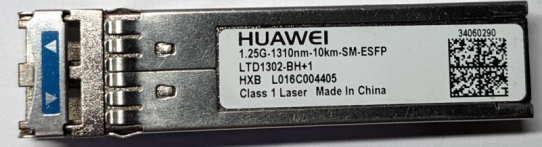 HUAWEI
34060290
1.25G-1310nm-10km-SM-ESFP
LTD1302-BH+1
HXB L016C004405
Class 1 Laser Made In China